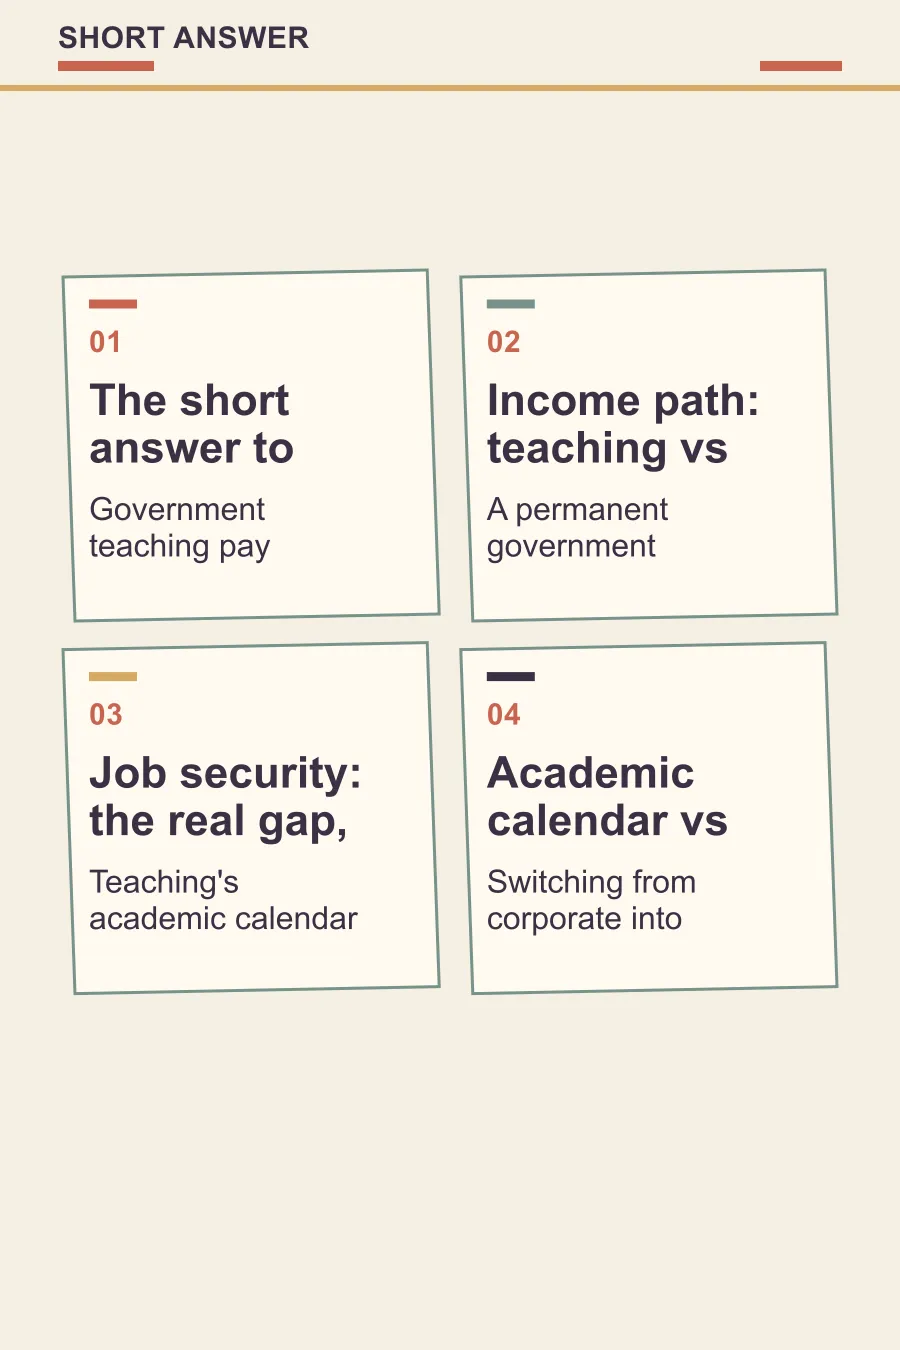 SHORT ANSWER
01
The short
answer to
Government
teaching pay
02
Income path:
teaching vs
A permanent
government
03
Job security:
the real gap,
Teaching's
academic calendar
04
Academic
calendar vs
Switching from
corporate into